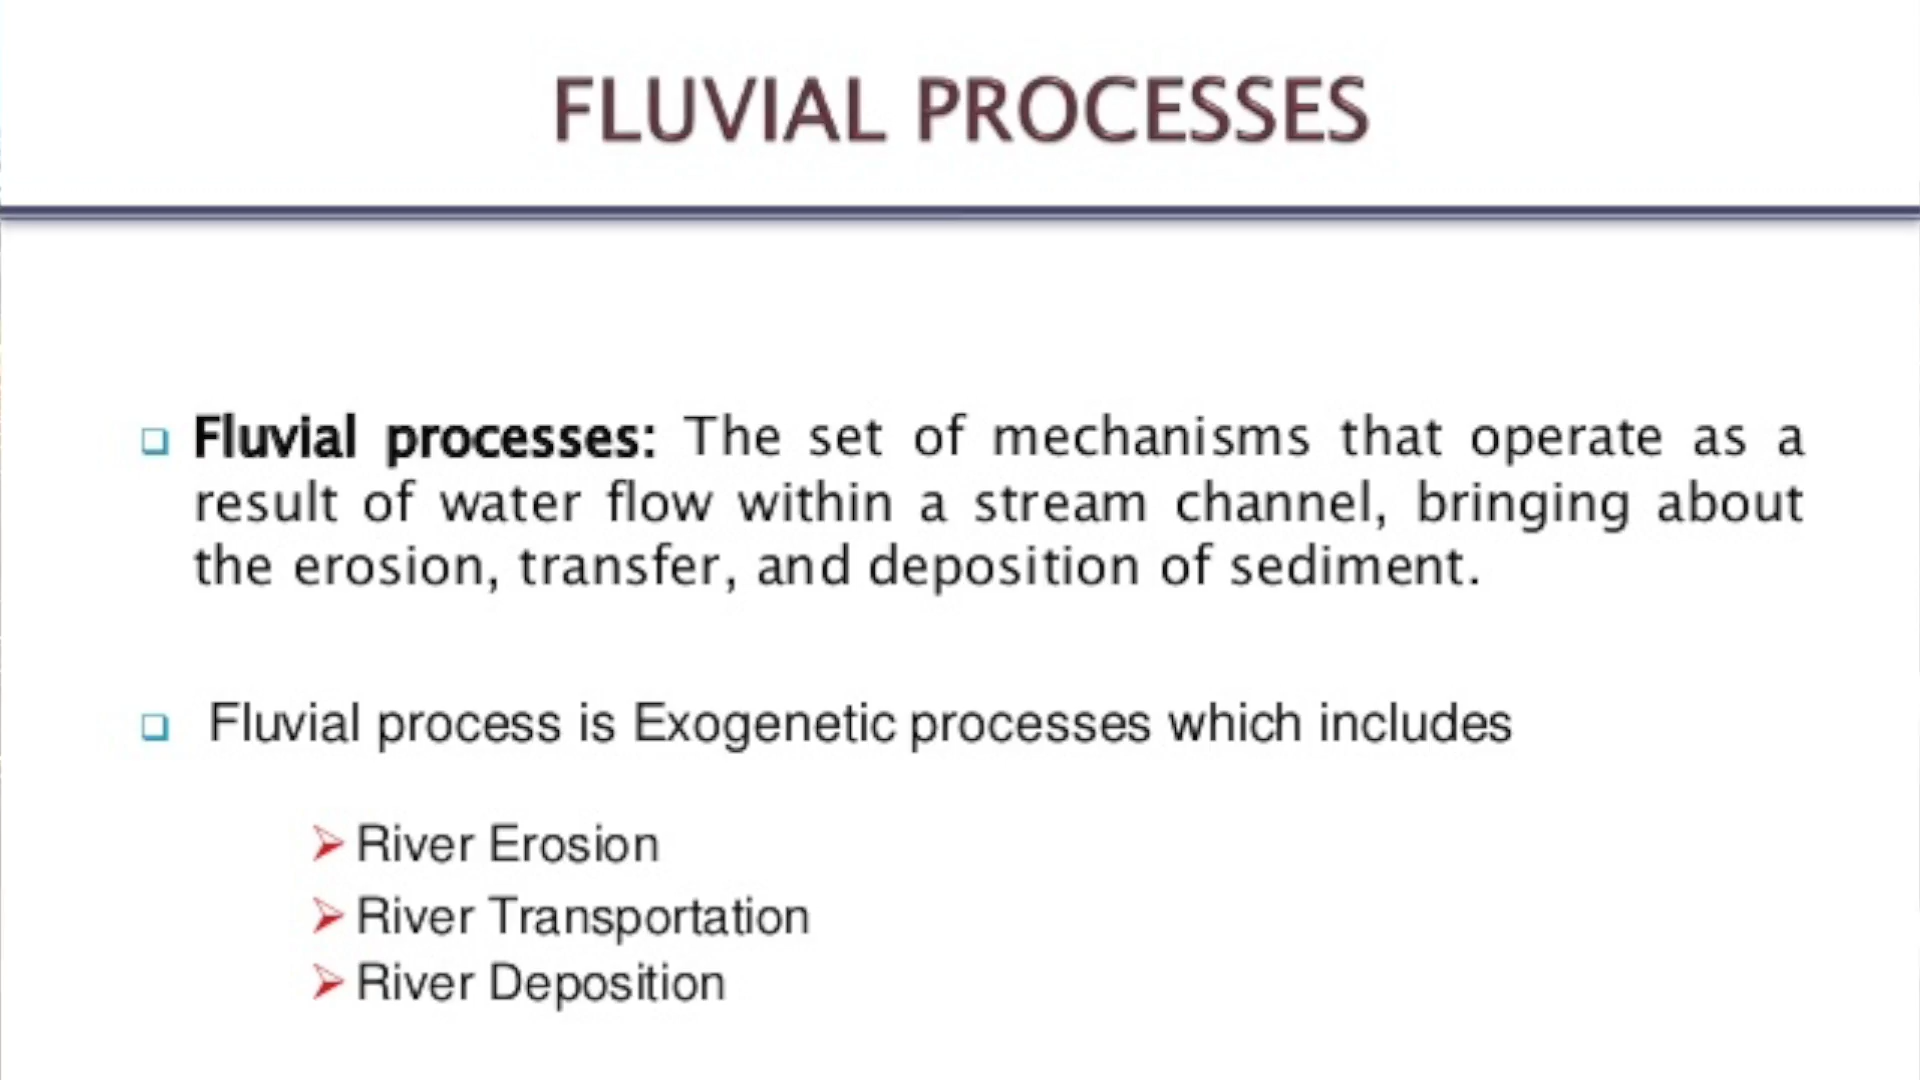 FLUVIAL PROCESSES
Fluvial processes: The set of mechanisms that operate as a
result of water flow within a stream channel, bringing about
the erosion, transfer, and deposition of sediment.
Fluvial process is Exogenetic processes which includes
River Erosion
River Transportation
River Deposition